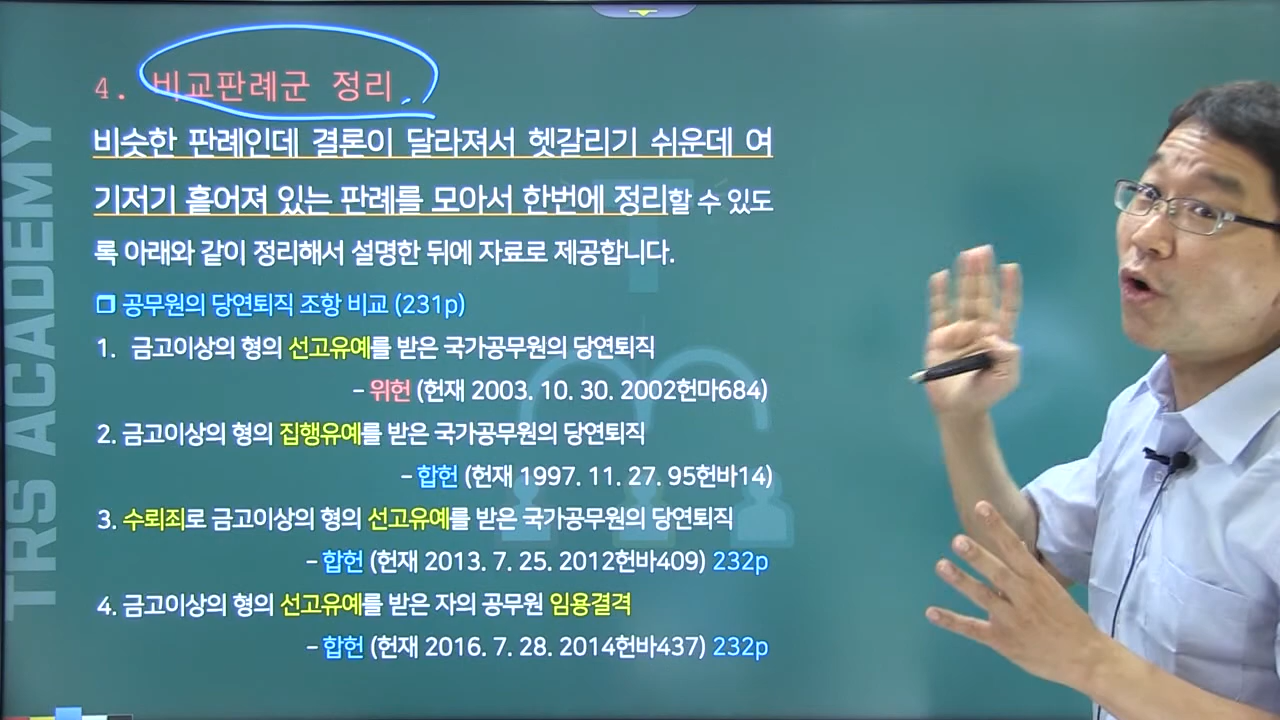 4. 비교판례군 정리
비슷한 판례인데 결론이 달라져서 헷갈리기 쉬운데 여
기저기 흩어져 있는 판례를 모아서 한번에 정리할 수 있도
록 아래와 같이 정리해서 설명한 뒤에 자료로 제공합니다.
❒ 공무원의 당연퇴직 조항 비교 (231p)
1. 금고이상의 형의 선고유예를 받은 국가공무원의 당연퇴직
– 위헌 (헌재 2003. 10. 30. 2002헌마684)
2. 금고이상의 형의 집행유예를 받은 국가공무원의 당연퇴직
– 합헌 (헌재 1997. 11. 27. 95헌바14)
3. 수뢰죄로 금고이상의 형의 선고유예를 받은 국가공무원의 당연퇴직
– 합헌 (헌재 2013. 7. 25. 2012헌바409) 232p
4. 금고이상의 형의 선고유예를 받은 자의 공무원 임용결격
– 합헌 (헌재 2016. 7. 28. 2014헌바437) 232p
TRS ACADEMY